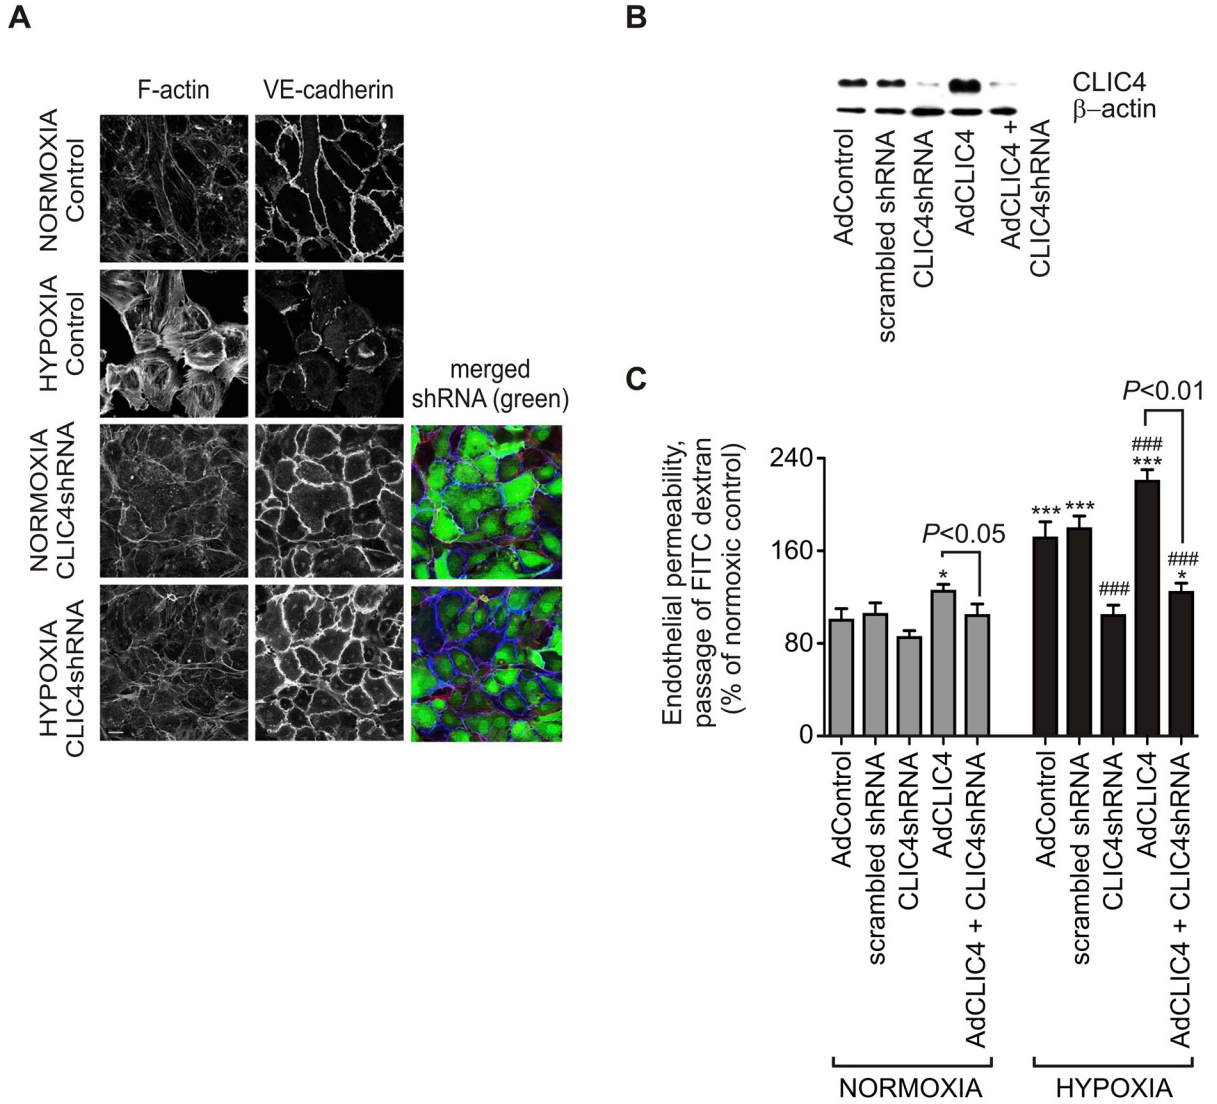 A
F-actin
VE-cadherin
NORMOXIA
Control
HYPOXIA
Control
NORMOXIA
CLIC4shRNA
HYPOXIA
CLIC4shRNA
merged
shRNA (green)
B
CLIC4
β–actin
AdControl
scrambled shRNA
CLIC4shRNA
AdCLIC4
AdCLIC4 +
CLIC4shRNA
C
Endothelial permeability,
passage of FITC dextran
(% of normoxic control)
240
160
80
0
P<0.05
*
P<0.01
***
***
###
###
***
###
*
AdControl
scrambled shRNA
CLIC4shRNA
AdCLIC4
AdCLIC4 + CLIC4shRNA
AdControl
scrambled shRNA
CLIC4shRNA
AdCLIC4
AdCLIC4 + CLIC4shRNA
NORMOXIA
HYPOXIA